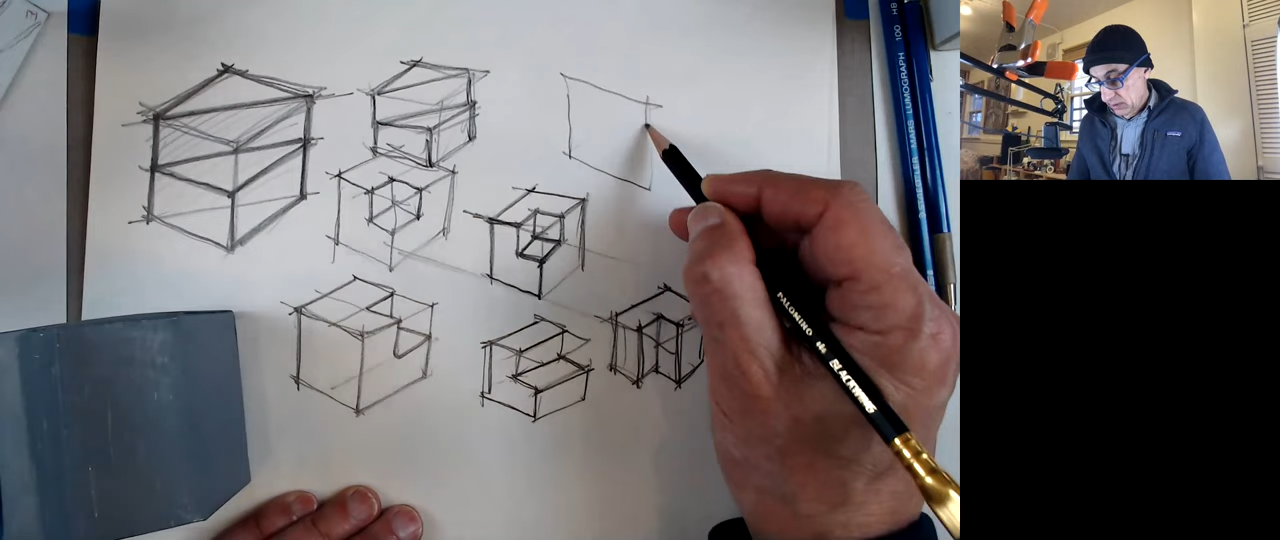 STAEDTLER MARS LUMOGRAPH 100 HB
PALOMINO
BLACKWING